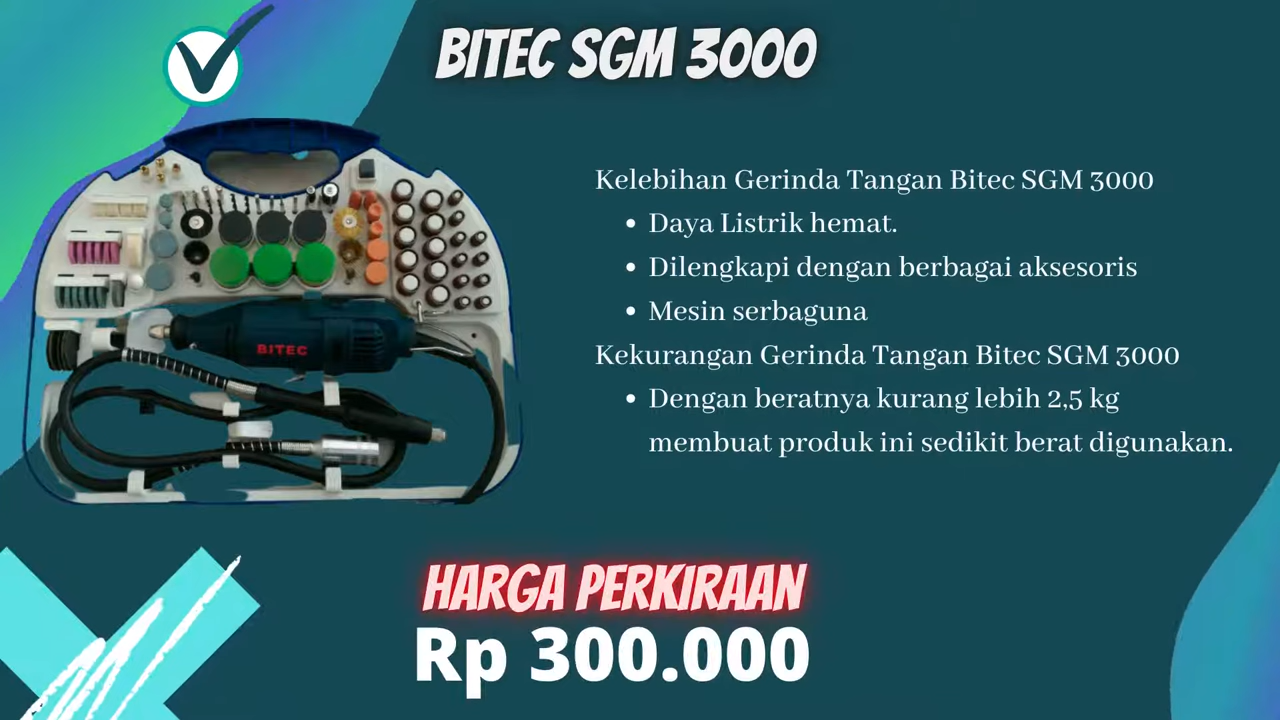 BITEC SGM 3000
Kelebihan Gerinda Tangan Bitec SGM 3000
• Daya Listrik hemat.
• Dilengkapi dengan berbagai aksesoris
• Mesin serbaguna
Kekurangan Gerinda Tangan Bitec SGM 3000
• Dengan beratnya kurang lebih 2,5 kg
membuat produk ini sedikit berat digunakan.
BITEC
HARGA PERKIRAAN
Rp 300.000